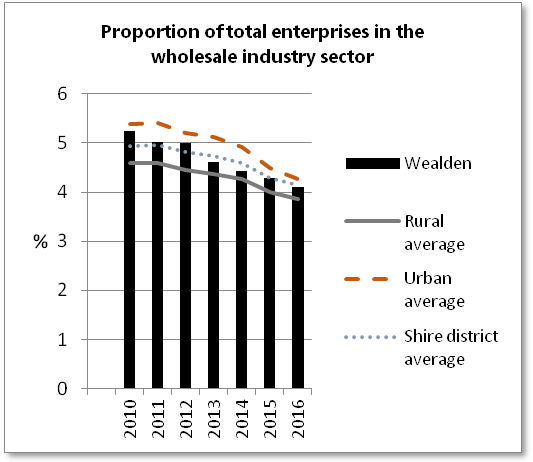 Proportion of total enterprises in the
wholesale industry sector
6
5
4
% 3
2
1
0
2010
2011
2012
2013
2014
2015
2016
Wealden
Rural
average
Urban
average
Shire district
average